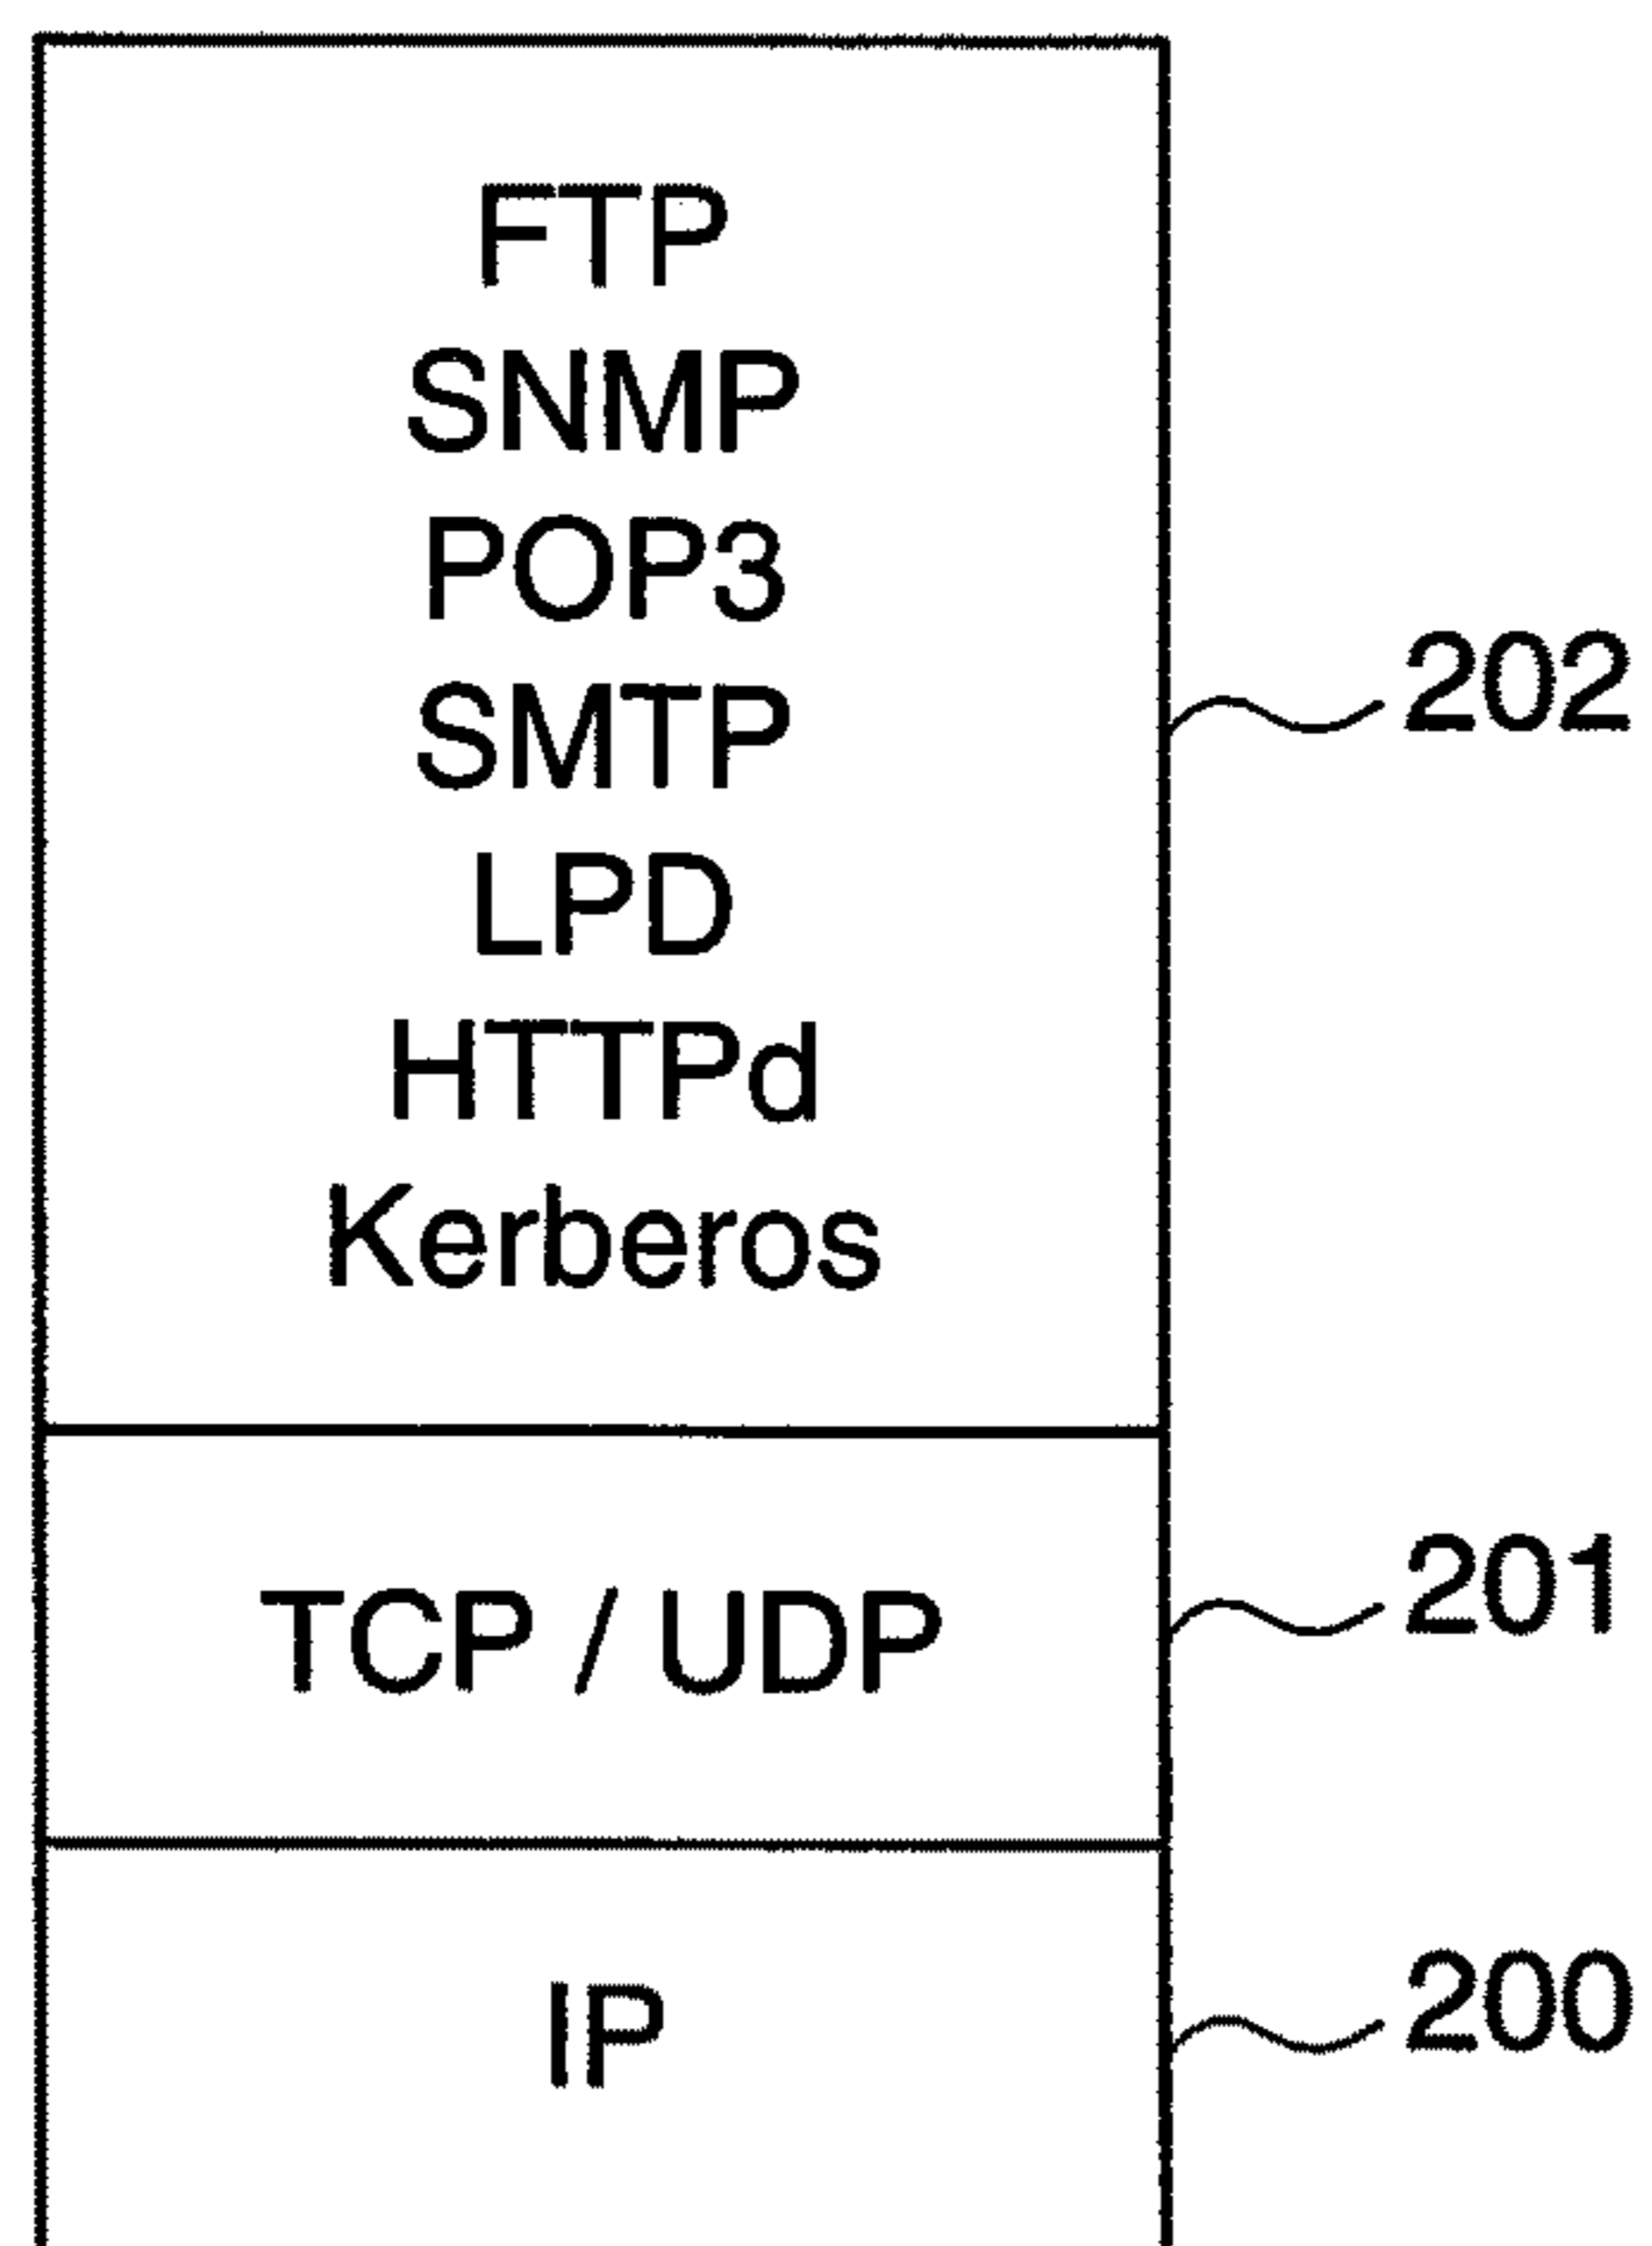 FTP
SNMP
POP3
SMTP
202
LPD
HTTPd
Kerberos
TCP / UDP
201
IP
200